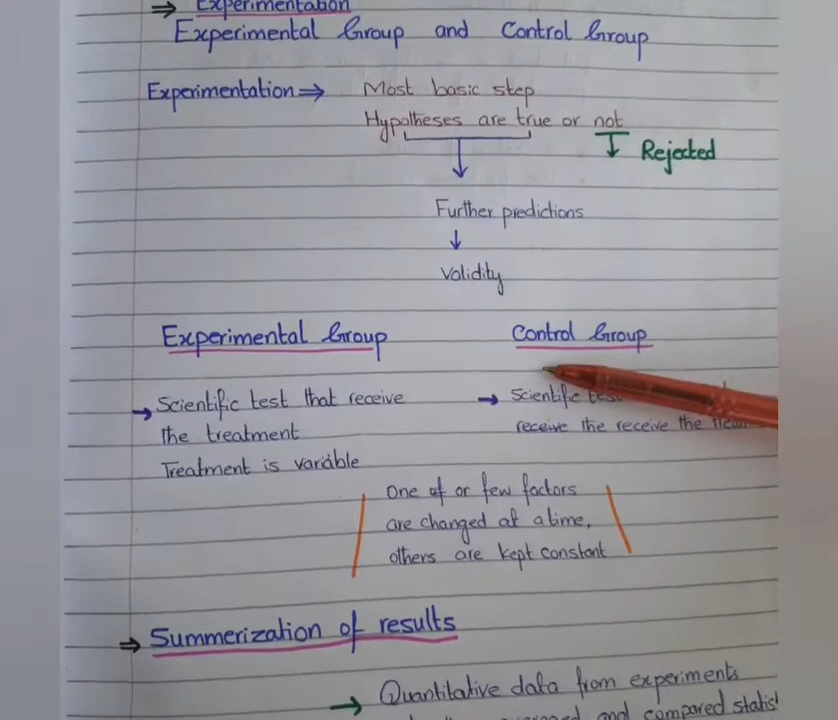 ⇒ Experimentation
Experimental Group and Control Group
Experimentation ⇒ Most basic step
Hypotheses are true or not
↓ Rejected
Further predictions
↓
Validity
Experimental Group
Control Group
→ Scientific test that receive
the treatment
Treatment is variable
→ Scientific
receive the receive the
One of or few factors
are changed at a time,
others are kept constant
⇒ Summerization of results
→ Quantitative data from experiments
and compared